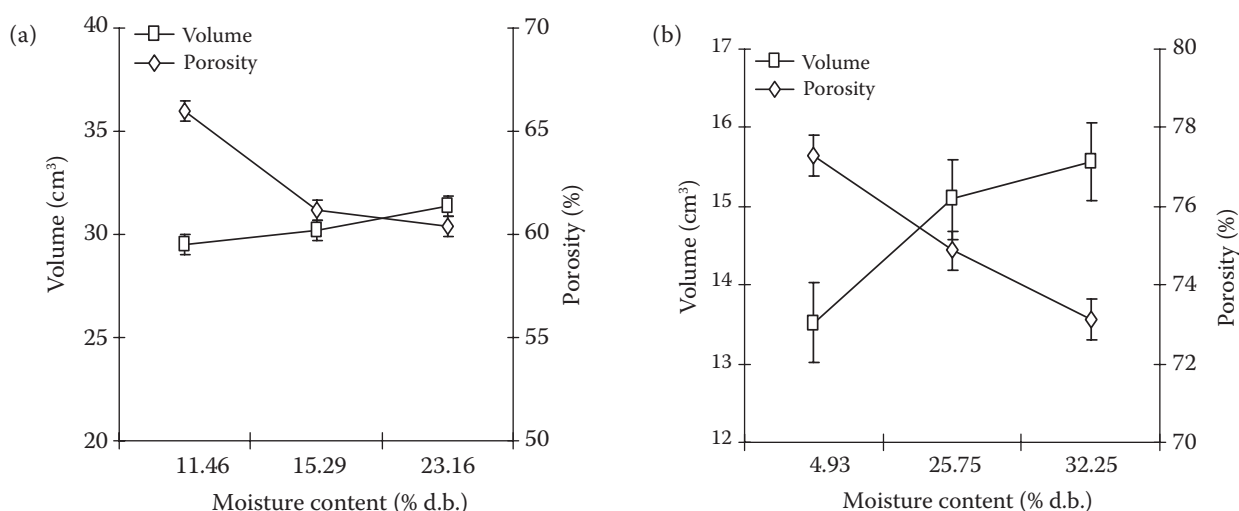 (a)
Volume
Porosity
Volume (cm³)
40
35
30
25
20
70
65
60
55
50
Porosity (%)
11.46 15.29 23.16
Moisture content (% d.b.)
(b)
Volume
Porosity
Volume (cm³)
17
16
15
14
13
12
80
78
76
74
72
70
Porosity (%)
4.93 25.75 32.25
Moisture content (% d.b.)